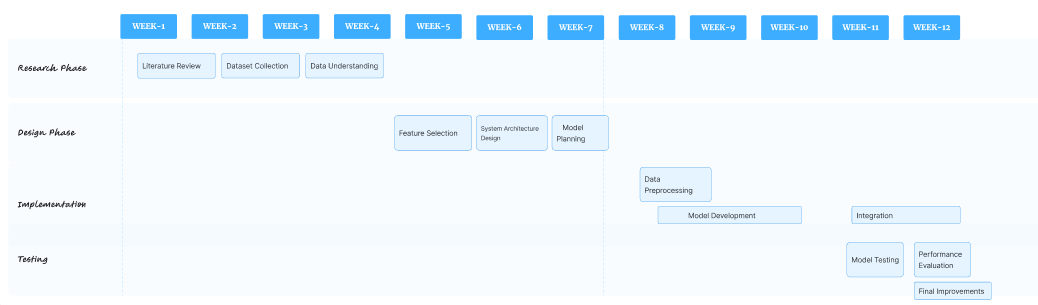 WEEK-1 WEEK-2 WEEK-3 WEEK-4 WEEK-5 WEEK-6 WEEK-7 WEEK-8 WEEK-9 WEEK-10 WEEK-11 WEEK-12
Research Phase
Literature Review
Dataset Collection
Data Understanding
Design Phase
Feature Selection
System Architecture
Design
Model
Planning
Implementation
Data
Preprocessing
Model Development
Integration
Testing
Model Testing
Performance
Evaluation
Final Improvements